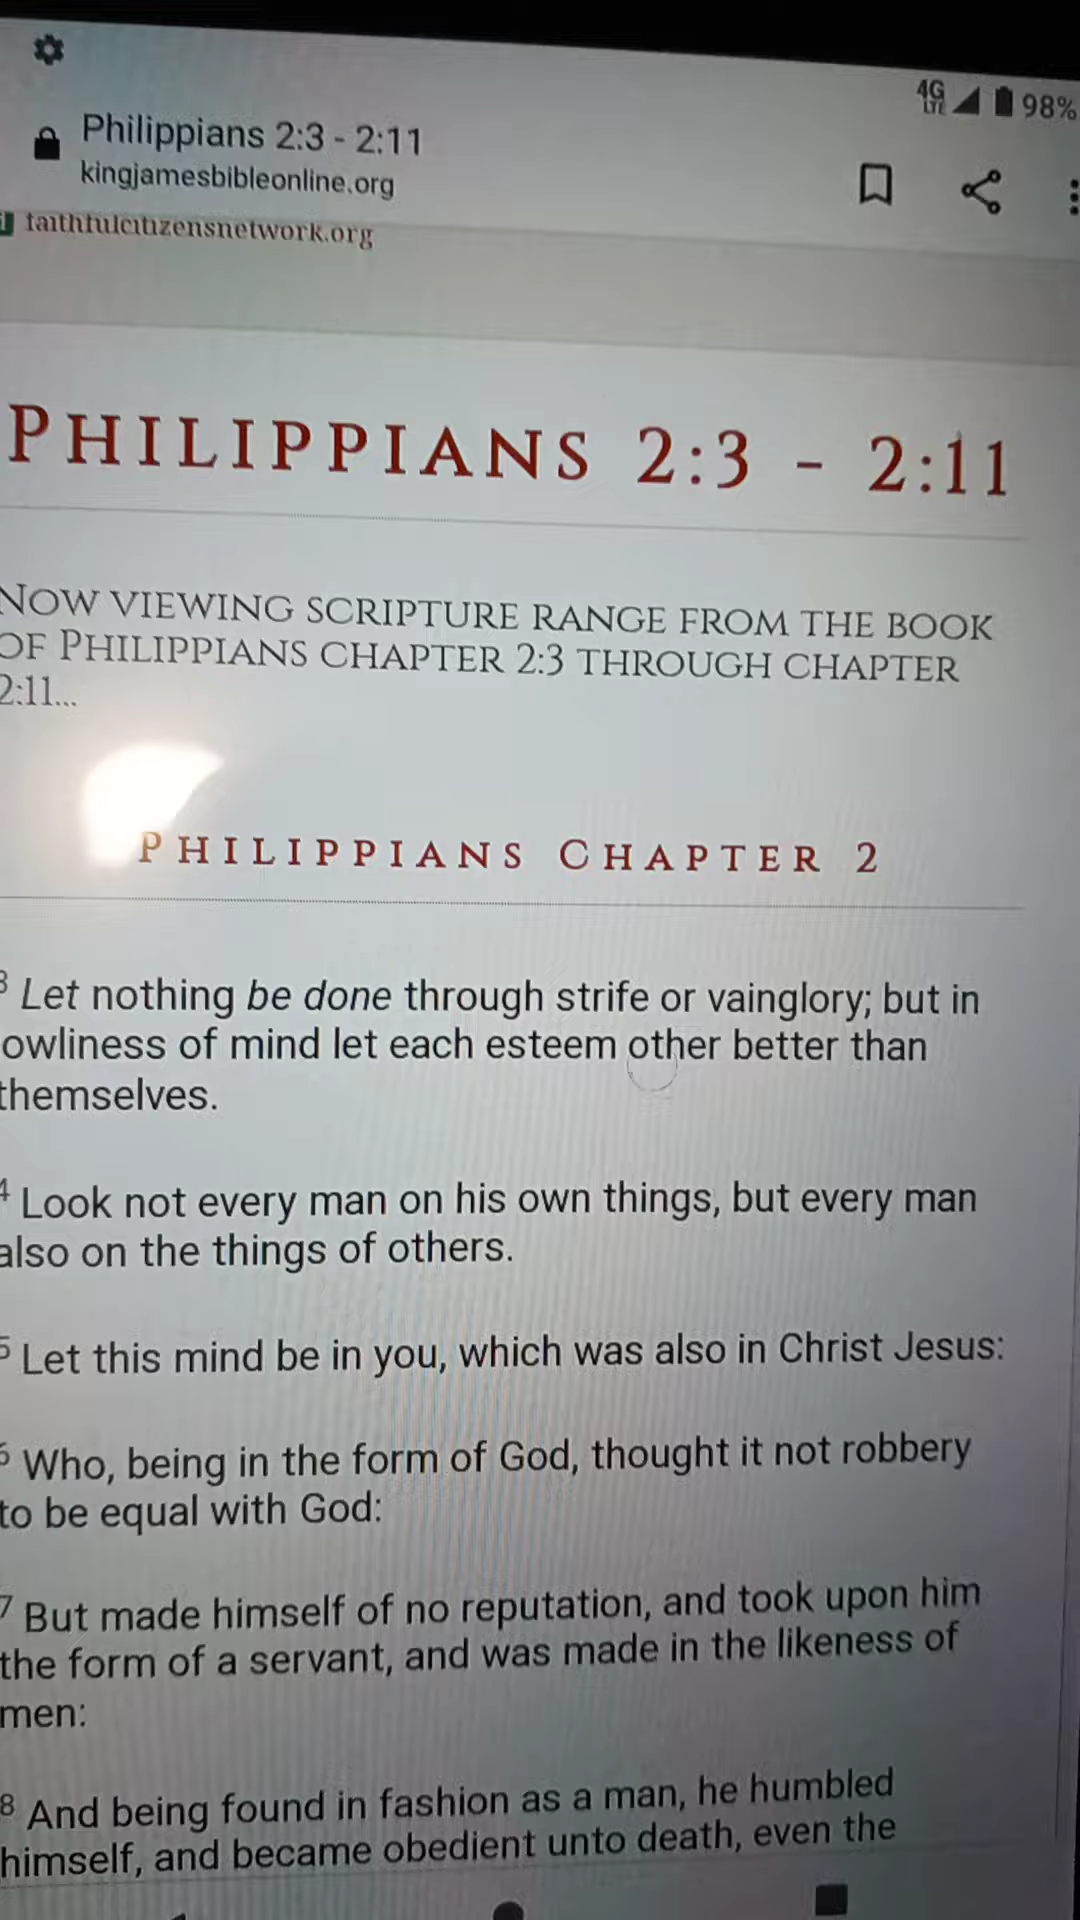 4G
LTE
98%
Philippians 2:3 - 2:11
kingjamesbibleonline.org
faithfulcitizensnetwork.org
PHILIPPIANS 2:3 - 2:11
NOW VIEWING SCRIPTURE RANGE FROM THE BOOK
OF PHILIPPIANS CHAPTER 2:3 THROUGH CHAPTER
2:11...
PHILIPPIANS CHAPTER 2
3 Let nothing be done through strife or vainglory; but in
owliness of mind let each esteem other better than
themselves.
4 Look not every man on his own things, but every man
also on the things of others.
5 Let this mind be in you, which was also in Christ Jesus:
6 Who, being in the form of God, thought it not robbery
to be equal with God:
7 But made himself of no reputation, and took upon him
the form of a servant, and was made in the likeness of
men:
8 And being found in fashion as a man, he humbled
himself, and became obedient unto death, even the